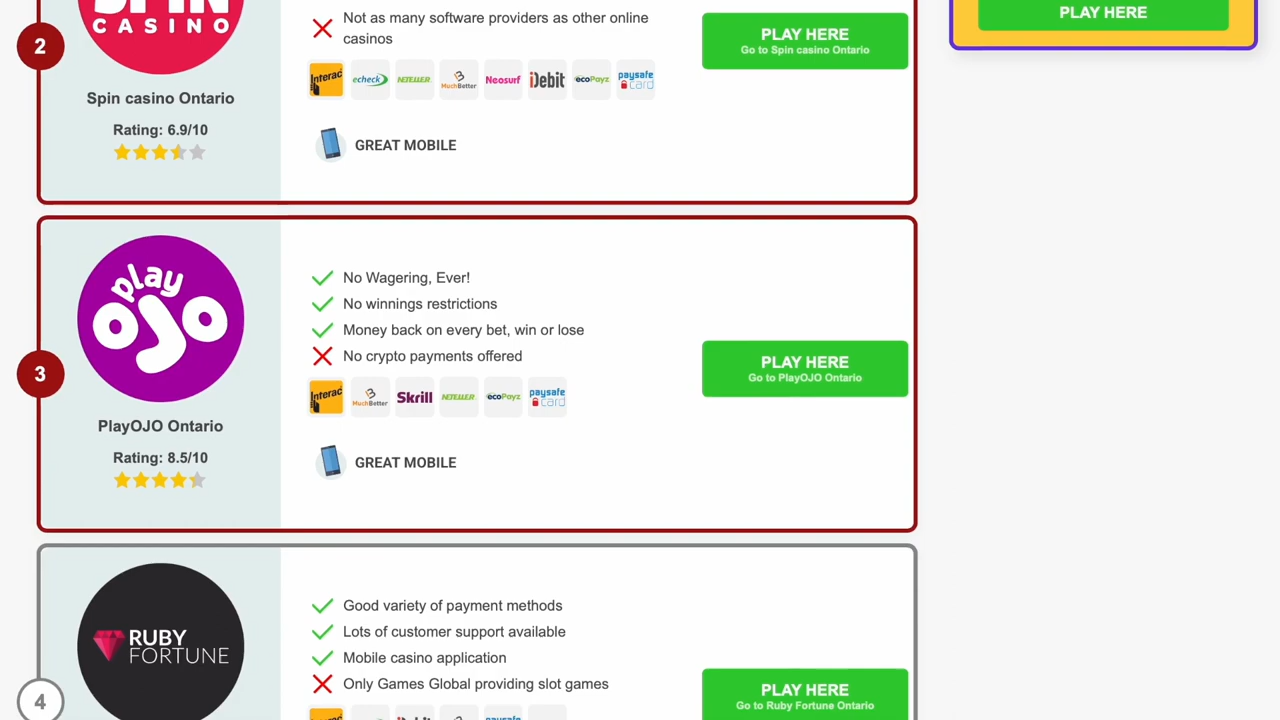 PLAY HERE
SPIN
CASINO
2
Spin casino Ontario
Rating: 6.9/10
Not as many software providers as other online
casinos
Interac
echeck
NETELLER
MuchBetter
Neosurf
iDebit
ecoPayz
paysafe
card
GREAT MOBILE
PLAY HERE
Go to Spin casino Ontario
play
OJO
3
PlayOJO Ontario
Rating: 8.5/10
No Wagering, Ever!
No winnings restrictions
Money back on every bet, win or lose
No crypto payments offered
Interac
MuchBetter
Skrill
NETELLER
ecoPayz
paysafe
card
GREAT MOBILE
PLAY HERE
Go to PlayOJO Ontario
RUBY
FORTUNE
4
Good variety of payment methods
Lots of customer support available
Mobile casino application
Only Games Global providing slot games
PLAY HERE
Go to Ruby Fortune Ontario